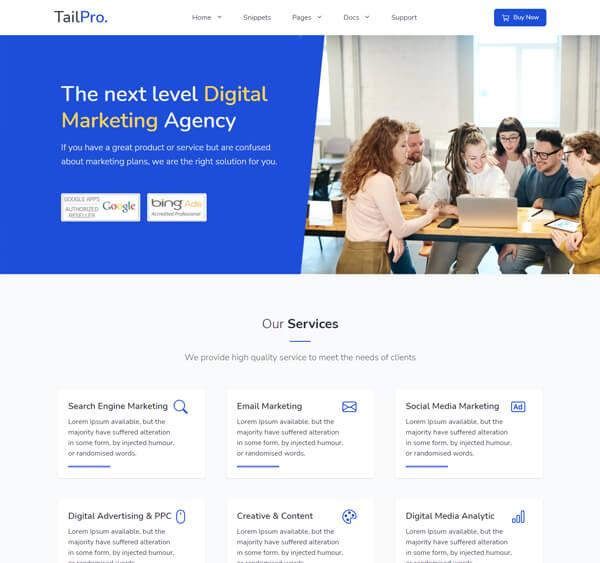 TailPro.
Home Snippets Pages Docs Support Buy Now
The next level Digital
Marketing Agency
If you have a great product or service but are confused
about marketing plans, we are the right solution for you.
GOOGLE APPS
AUTHORIZED
RESELLER
Google
bing Ads
Accredited Professional
Our Services
We provide high quality service to meet the needs of clients
Search Engine Marketing
Lorem Ipsum available, but the
majority have suffered alteration
in some form, by injected humour,
or randomised words.
Email Marketing
Lorem Ipsum available, but the
majority have suffered alteration
in some form, by injected humour,
or randomised words.
Social Media Marketing
Ad
Lorem Ipsum available, but the
majority have suffered alteration
in some form, by injected humour,
or randomised words.
Digital Advertising & PPC
Lorem Ipsum available, but the
majority have suffered alteration
in some form, by injected humour,
Creative & Content
Lorem Ipsum available, but the
majority have suffered alteration
in some form, by injected humour,
Digital Media Analytic
Lorem Ipsum available, but the
majority have suffered alteration
in some form, by injected humour,